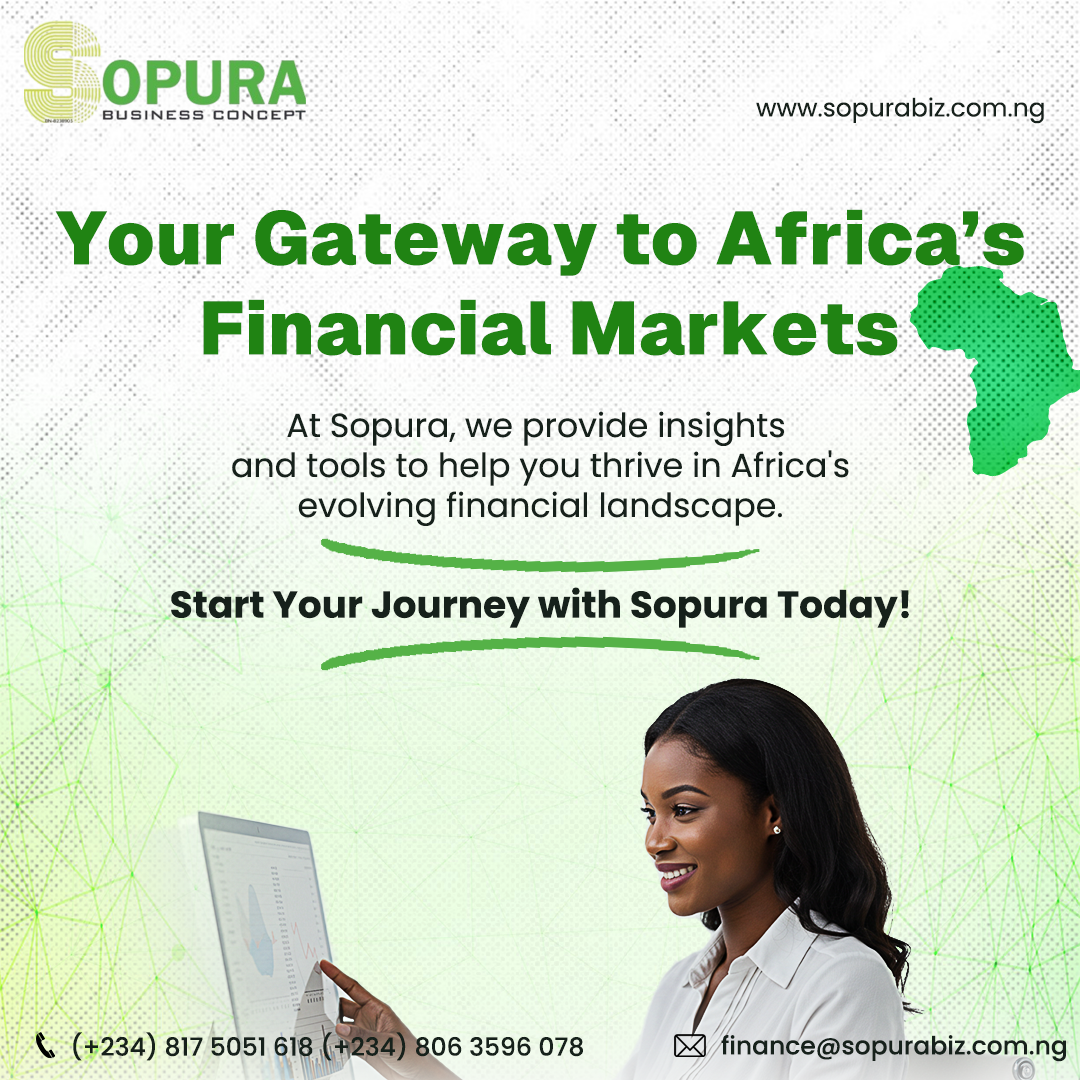 SOPURA
BUSINESS CONCEPT
www.sopurabiz.com.ng
Your Gateway to Africa’s
Financial Markets
At Sopura, we provide insights
and tools to help you thrive in Africa's
evolving financial landscape.
Start Your Journey with Sopura Today!
(+234) 817 5051 618 (+234) 806 3596 078
finance@sopurabiz.com.ng